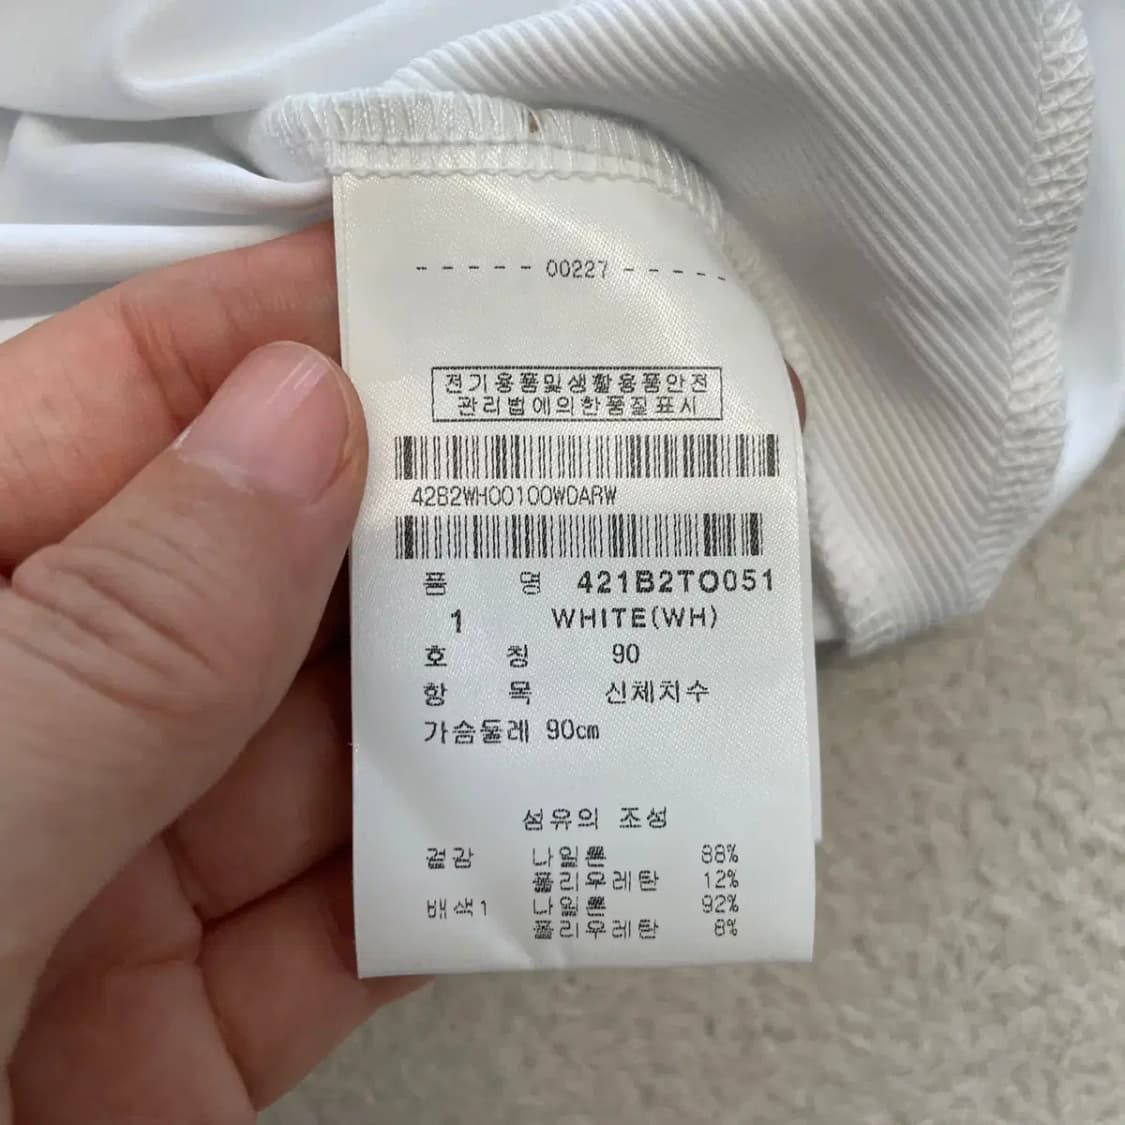 ----- 00227 -----
전기용품및생활용품안전
관리법에의한품질표시
42B2WH00100WDARW
품 명 421B2TO051
1 WHITE(WH)
호 칭 90
항 목 신체치수
가슴둘레 90cm
섬유의 조성
겉감 나일론 88%
폴리우레탄 12%
배색1 나일론 92%
폴리우레탄 8%